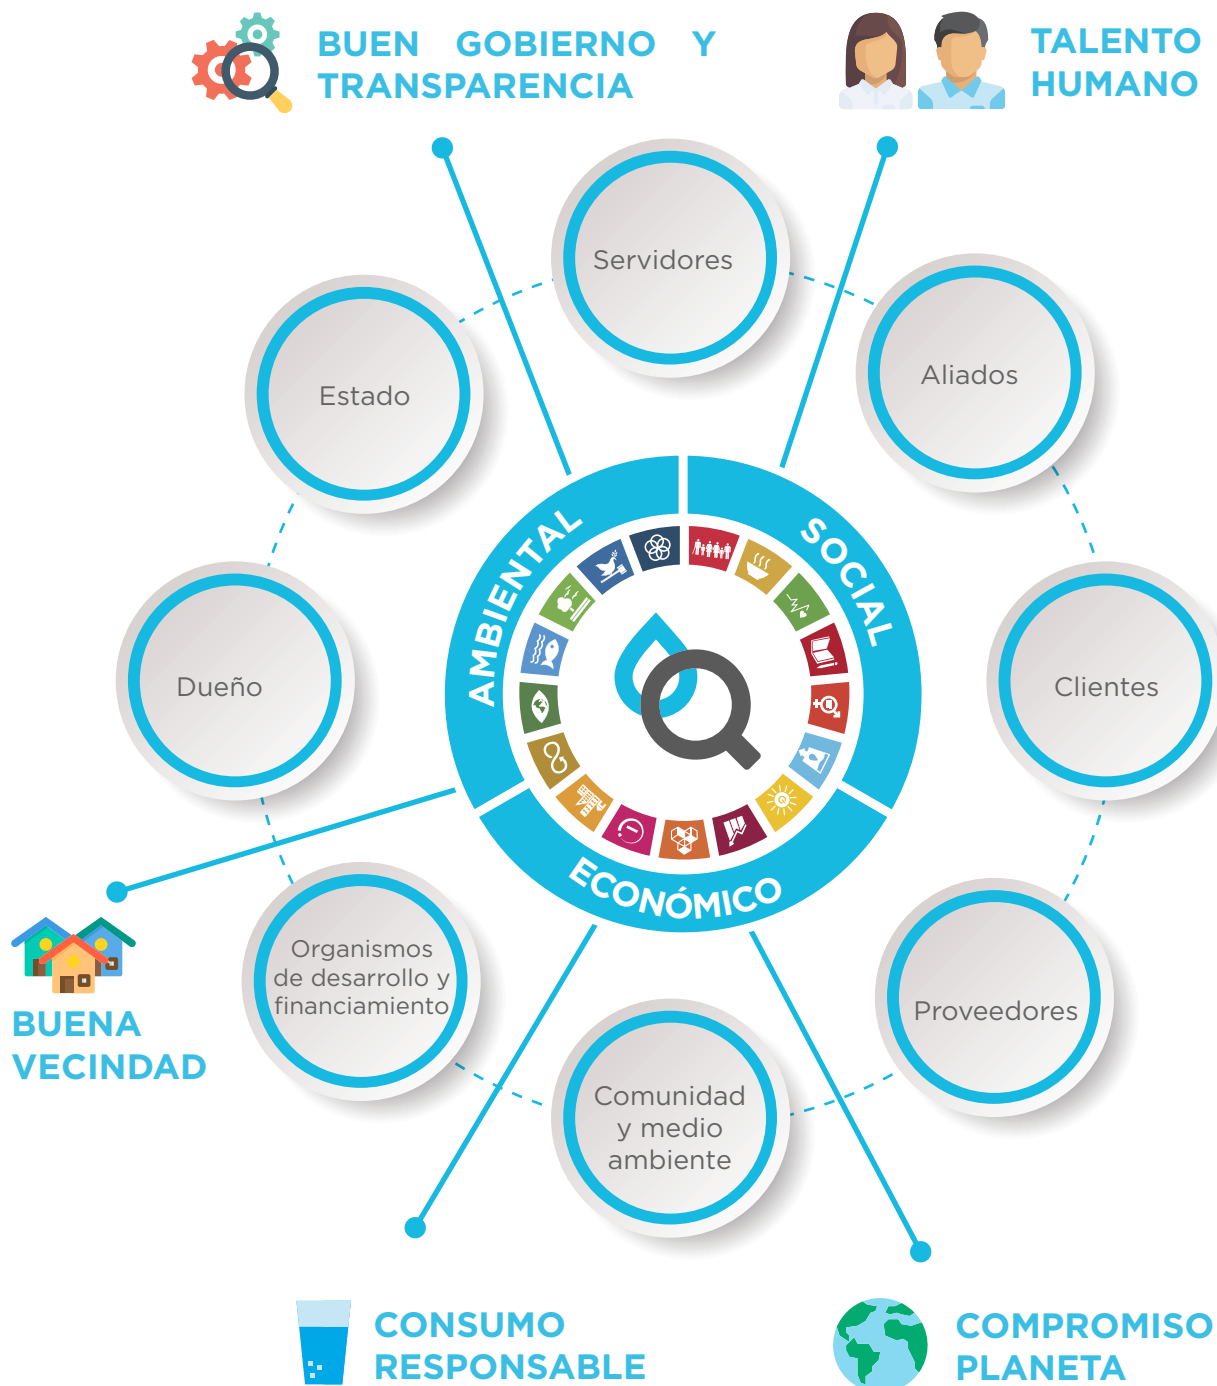 BUEN GOBIERNO Y
TRANSPARENCIA
TALENTO
HUMANO
Servidores
Aliados
Estado
AMBIENTAL
SOCIAL
Dueño
Clientes
ECONÓMICO
Organismos
de desarrollo y
financiamiento
Proveedores
BUENA
VECINDAD
Comunidad
y medio
ambiente
CONSUMO
RESPONSABLE
COMPROMISO
PLANETA